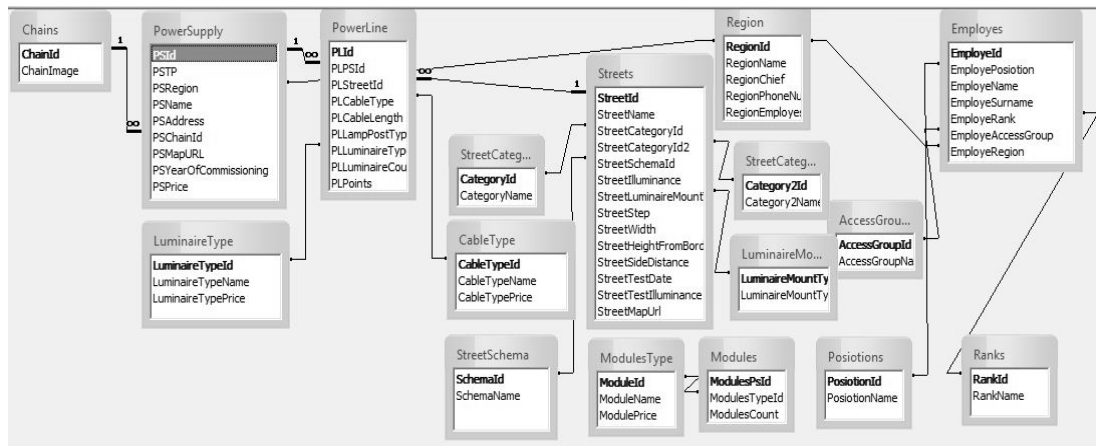 Chains
ChainId
ChainImage
PowerSupply
PSId
PSTP
PSRegion
PSName
PSAddress
PSChainId
PSMapURL
PSYearOfCommissioning
PSPrice
PowerLine
PLId
PLPSId
PLStreetId
PLCableType
PLCableLength
PLLampPostTyp
PLLuminaireTyp
PLLuminaireCou
PLPoints
Region
RegionId
RegionName
RegionChief
RegionPhoneNu
RegionEmployes
Employes
EmployeId
EmployePosiotion
EmployeName
EmployeSurname
EmployeRank
EmployeAccessGroup
EmployeRegion
Streets
StreetId
StreetName
StreetCategoryId
StreetCategoryId2
StreetSchemaId
StreetIlluminance
StreetLuminaireMount
StreetStep
StreetWidth
StreetHeightFromBord
StreetSideDistance
StreetTestDate
StreetTestIlluminance
StreetMapUrl
StreetCateg...
CategoryId
CategoryName
StreetCateg...
Category2Id
Category2Name
AccessGrou...
AccessGroupId
AccessGroupNa
LuminaireType
LuminaireTypeId
LuminaireTypeName
LuminaireTypePrice
CableType
CableTypeId
CableTypeName
CableTypePrice
LuminaireMo...
LuminaireMountTy
LuminaireMountTy
StreetSchema
SchemaId
SchemaName
ModulesType
ModuleId
ModuleName
ModulePrice
Modules
ModulesPsId
ModulesTypeId
ModulesCount
Posiotions
PosiotionId
PosiotionName
Ranks
RankId
RankName
1
∞
1
∞
∞
1